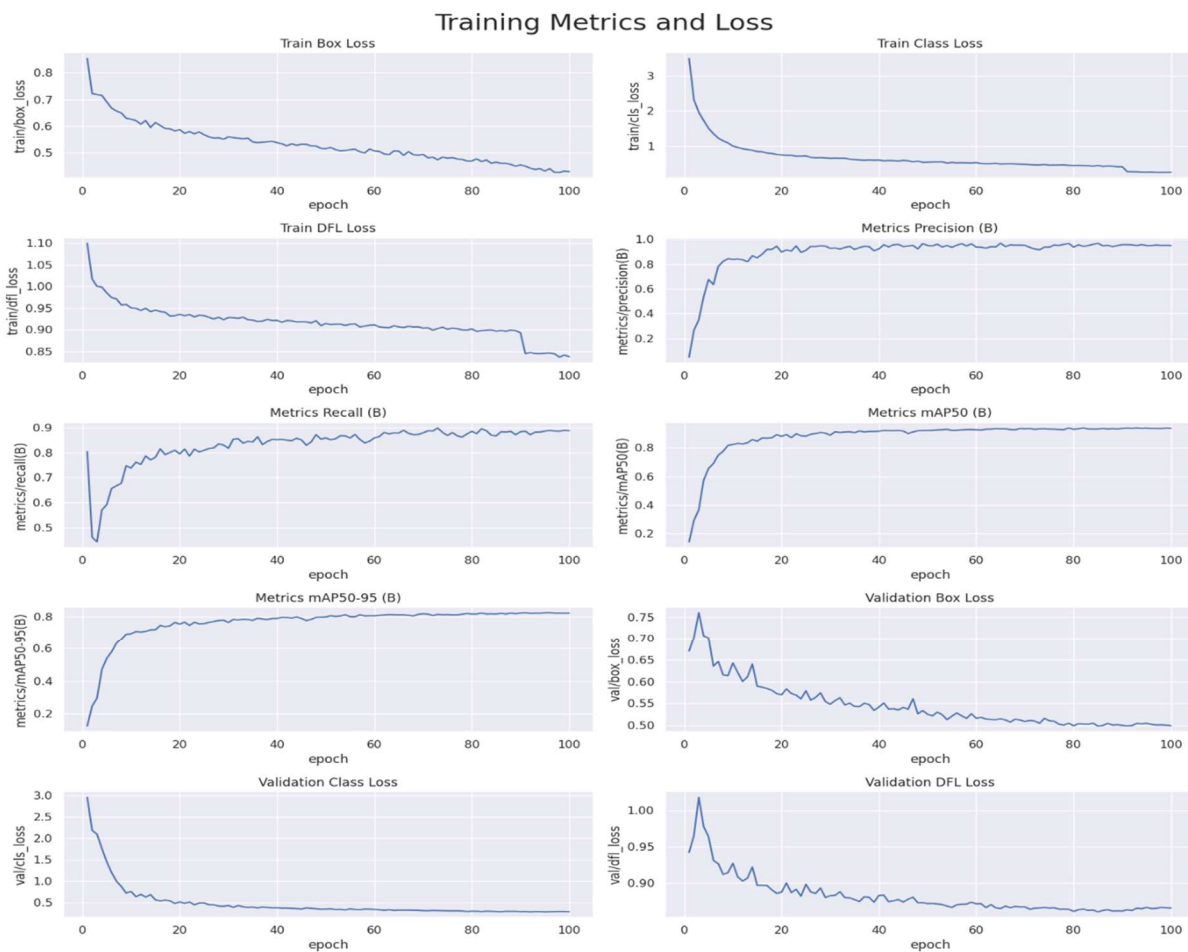 Training Metrics and Loss
Train Box Loss
train/box_loss
0.8
0.7
0.6
0.5
0 20 40 60 80 100
epoch
Train Class Loss
train/cls_loss
3
2
1
0 20 40 60 80 100
epoch
Train DFL Loss
train/dfl_loss
1.10
1.05
1.00
0.95
0.90
0.85
0 20 40 60 80 100
epoch
Metrics Precision (B)
metrics/precision(B)
1.0
0.8
0.6
0.4
0.2
0 20 40 60 80 100
epoch
Metrics Recall (B)
metrics/recall(B)
0.9
0.8
0.7
0.6
0.5
0 20 40 60 80 100
epoch
Metrics mAP50 (B)
metrics/mAP50(B)
0.8
0.6
0.4
0.2
0 20 40 60 80 100
epoch
Metrics mAP50-95 (B)
metrics/mAP50-95(B)
0.8
0.6
0.4
0.2
0 20 40 60 80 100
epoch
Validation Box Loss
val/box_loss
0.75
0.70
0.65
0.60
0.55
0.50
0 20 40 60 80 100
epoch
Validation Class Loss
val/cls_loss
3.0
2.5
2.0
1.5
1.0
0.5
0 20 40 60 80 100
epoch
Validation DFL Loss
val/dfl_loss
1.00
0.95
0.90
0 20 40 60 80 100
epoch